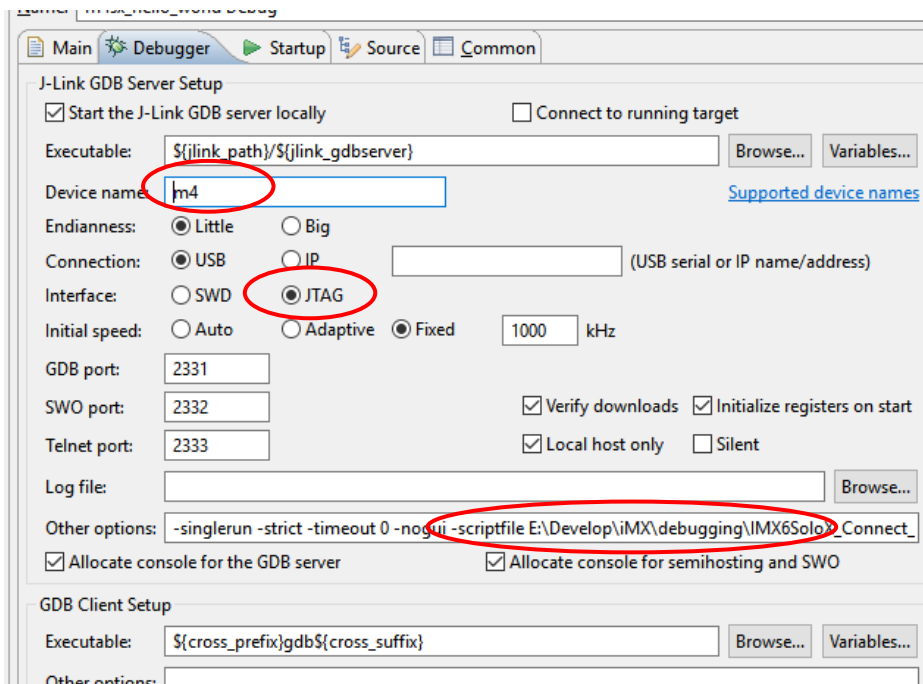 Name: m4sx_hello_world Debug
Main Debugger Startup Source Common
J-Link GDB Server Setup
Start the J-Link GDB server locally Connect to running target
Executable: ${jlink_path}/${jlink_gdbserver} Browse... Variables...
Device name: m4 Supported device names
Endianness: Little Big
Connection: USB IP (USB serial or IP name/address)
Interface: SWD JTAG
Initial speed: Auto Adaptive Fixed 1000 kHz
GDB port: 2331
SWO port: 2332 Verify downloads Initialize registers on start
Telnet port: 2333 Local host only Silent
Log file: Browse...
Other options: -singlerun -strict -timeout 0 -nogui -scriptfile E:\Develop\iMX\debugging\IMX6SoloX_Connect_
Allocate console for the GDB server Allocate console for semihosting and SWO
GDB Client Setup
Executable: ${cross_prefix}gdb${cross_suffix} Browse... Variables...
Other options: